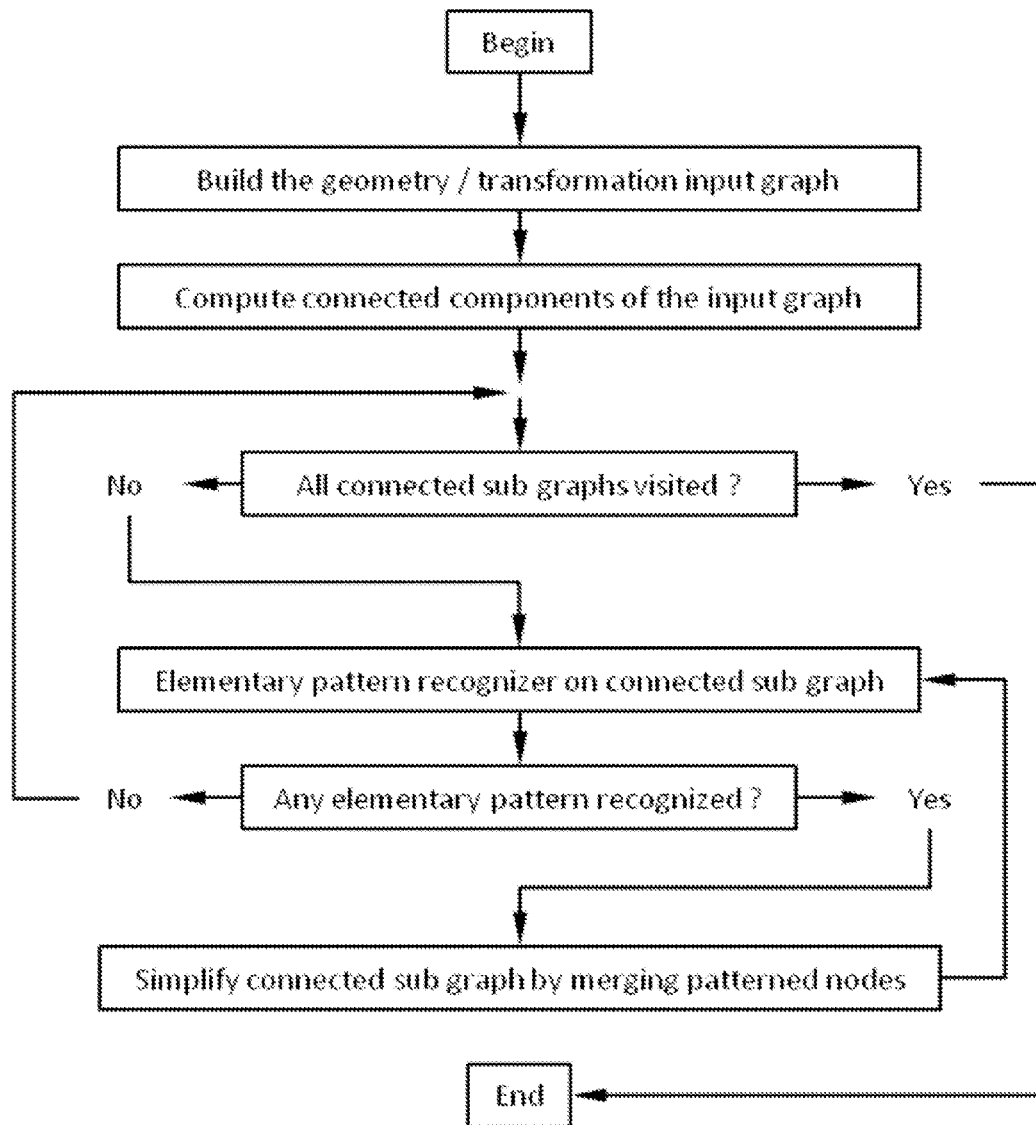 Begin
Build the geometry / transformation input graph
Compute connected components of the input graph
No
All connected sub graphs visited ?
Yes
Elementary pattern recognizer on connected sub graph
No
Any elementary pattern recognized ?
Yes
Simplify connected sub graph by merging patterned nodes
End